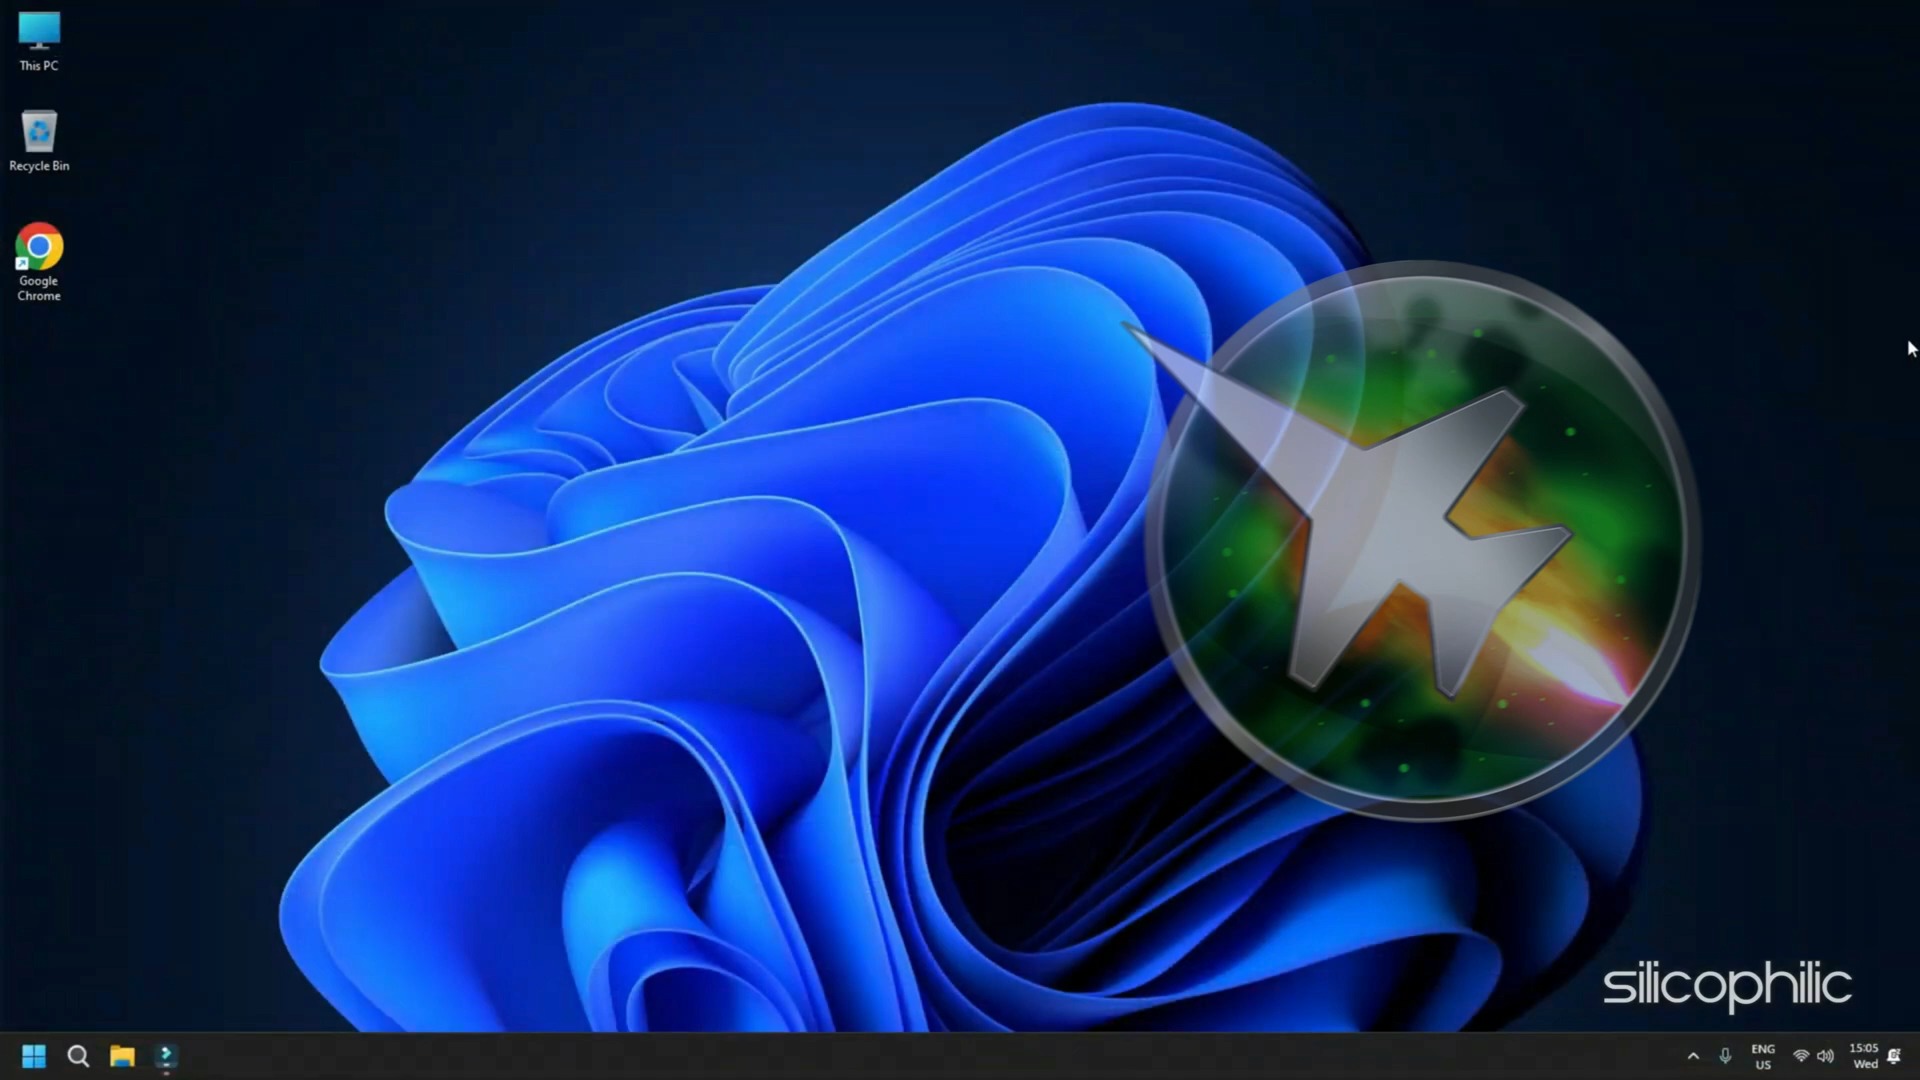 This PC
Recycle Bin
Google
Chrome
silicophilic
ENG
US
15:05
Wed